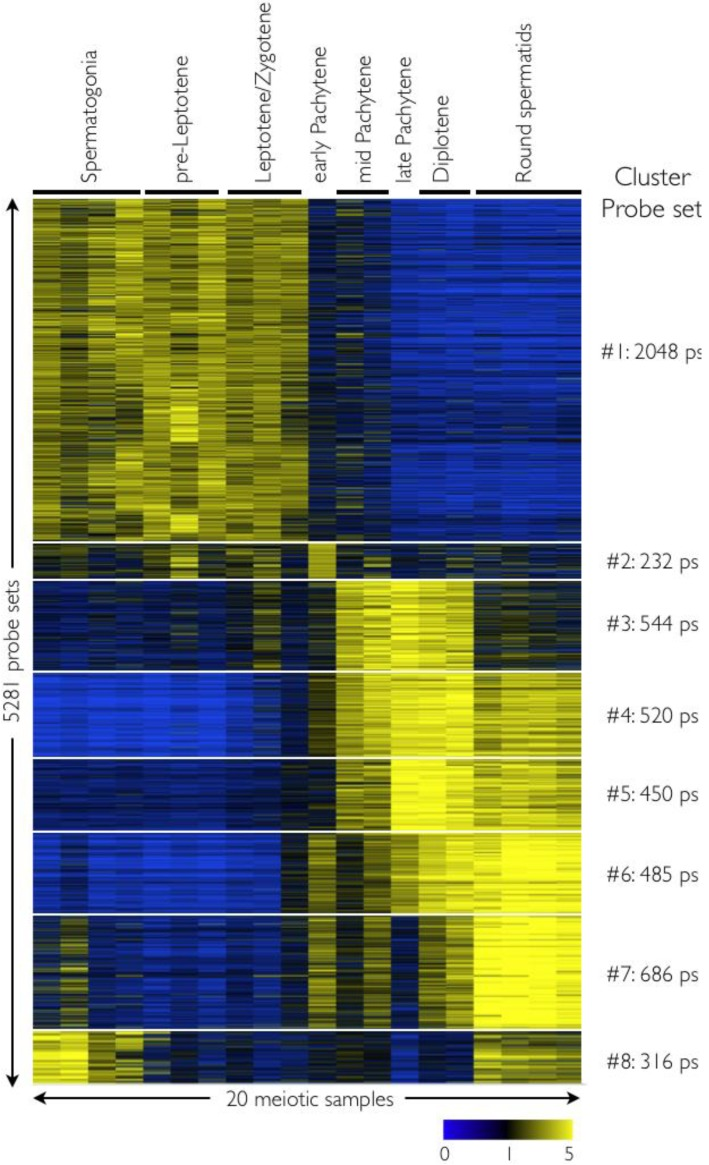 Spermatogonia
pre-Leptotene
Leptotene/Zygotene
early Pachytene
mid Pachytene
late Pachytene
Diplotene
Round spermatids
Cluster
Probe set
#1: 2048 ps
#2: 232 ps
#3: 544 ps
#4: 520 ps
#5: 450 ps
#6: 485 ps
#7: 686 ps
#8: 316 ps
5281 probe sets
20 meiotic samples
0 1 5